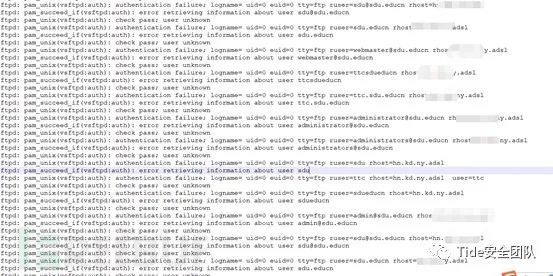 ftpd: pam_unix(vsftpd:auth): authentication failure; logname= uid=0 euid=0 tty=ftp ruser=sdu@sdu.educn rhost=h
ftpd: pam_succeed_if(vsftpd:auth): error retrieving information about user sdu@sdu.educn
ftpd: pam_unix(vsftpd:auth): check pass; user unknown
ftpd: pam_unix(vsftpd:auth): authentication failure; logname= uid=0 euid=0 tty=ftp rhost=
ftpd: pam_succeed_if(vsftpd:auth): error retrieving information about user sdu.educn
ftpd: pam_unix(vsftpd:auth): check pass; user unknown
ftpd: pam_unix(vsftpd:auth): authentication failure; logname= uid=0 euid=0 tty=ftp ruser=webmaster@sdu.educn rhos y.adsl
ftpd: pam_succeed_if(vsftpd:auth): error retrieving information about user webmaster@sdu.educn
ftpd: pam_unix(vsftpd:auth): check pass; user unknown
ftpd: pam_unix(vsftpd:auth): authentication failure; logname= uid=0 euid=0 tty=ftp ruser=ttcsdueducn rhost .adsl
ftpd: pam_succeed_if(vsftpd:auth): error retrieving information about user ttcsdueducn
ftpd: pam_unix(vsftpd:auth): check pass; user unknown
ftpd: pam_unix(vsftpd:auth): authentication failure; logname= uid=0 euid=0 tty=ftp ruser=ttc.sdu.educn rhost=hn y.adsl
ftpd: pam_succeed_if(vsftpd:auth): error retrieving information about user ttc.sdu.educn
ftpd: pam_unix(vsftpd:auth): check pass; user unknown
ftpd: pam_unix(vsftpd:auth): authentication failure; logname= uid=0 euid=0 tty=ftp ruser=administrator@sdu.educn rhost= .adsl
ftpd: pam_succeed_if(vsftpd:auth): error retrieving information about user administrator@sdu.educn
ftpd: pam_unix(vsftpd:auth): check pass; user unknown
ftpd: pam_unix(vsftpd:auth): authentication failure; logname= uid=0 euid=0 tty=ftp ruser=administrators@sdu.educn rhost= ny.adsl
ftpd: pam_succeed_if(vsftpd:auth): error retrieving information about user administrators@sdu.educn
ftpd: pam_unix(vsftpd:auth): check pass; user unknown
ftpd: pam_unix(vsftpd:auth): authentication failure; logname= uid=0 euid=0 tty=ftp ruser=sdu rhost=hn.kd.ny.adsl
ftpd: pam_succeed_if(vsftpd:auth): error retrieving information about user sdu
ftpd: pam_unix(vsftpd:auth): authentication failure; logname= uid=0 euid=0 tty=ftp ruser=ttc rhost=hn.kd.ny.adsl user=ttc
ftpd: pam_unix(vsftpd:auth): check pass; user unknown
ftpd: pam_unix(vsftpd:auth): authentication failure; logname= uid=0 euid=0 tty=ftp ruser=sdueducn rhost=hn.kd.ny.adsl
ftpd: pam_succeed_if(vsftpd:auth): error retrieving information about user sdueducn
ftpd: pam_unix(vsftpd:auth): check pass; user unknown
ftpd: pam_unix(vsftpd:auth): authentication failure; logname= uid=0 euid=0 tty=ftp ruser=admin@sdu.educn rhost adsl
ftpd: pam_succeed_if(vsftpd:auth): error retrieving information about user admin@sdu.educn
ftpd: pam_unix(vsftpd:auth): check pass; user unknown
ftpd: pam_unix(vsftpd:auth): authentication failure; logname= uid=0 euid=0 tty=ftp ruser=sdu@sdu.educn rhost=hn. l
ftpd: pam_succeed_if(vsftpd:auth): error retrieving information about user sdu@sdu.educn
ftpd: pam_unix(vsftpd:auth): check pass; user unknown
ftpd: pam_unix(vsftpd:auth): authentication failure; logname= uid=0 euid=0 tty=ftp rhost= .adsl
ftpd: pam_succeed_if(vsftpd:auth): error retrieving information about user sdu.educn
ftpd: pam_unix(vsftpd:auth): check pass; user unknown
Tide安全团队